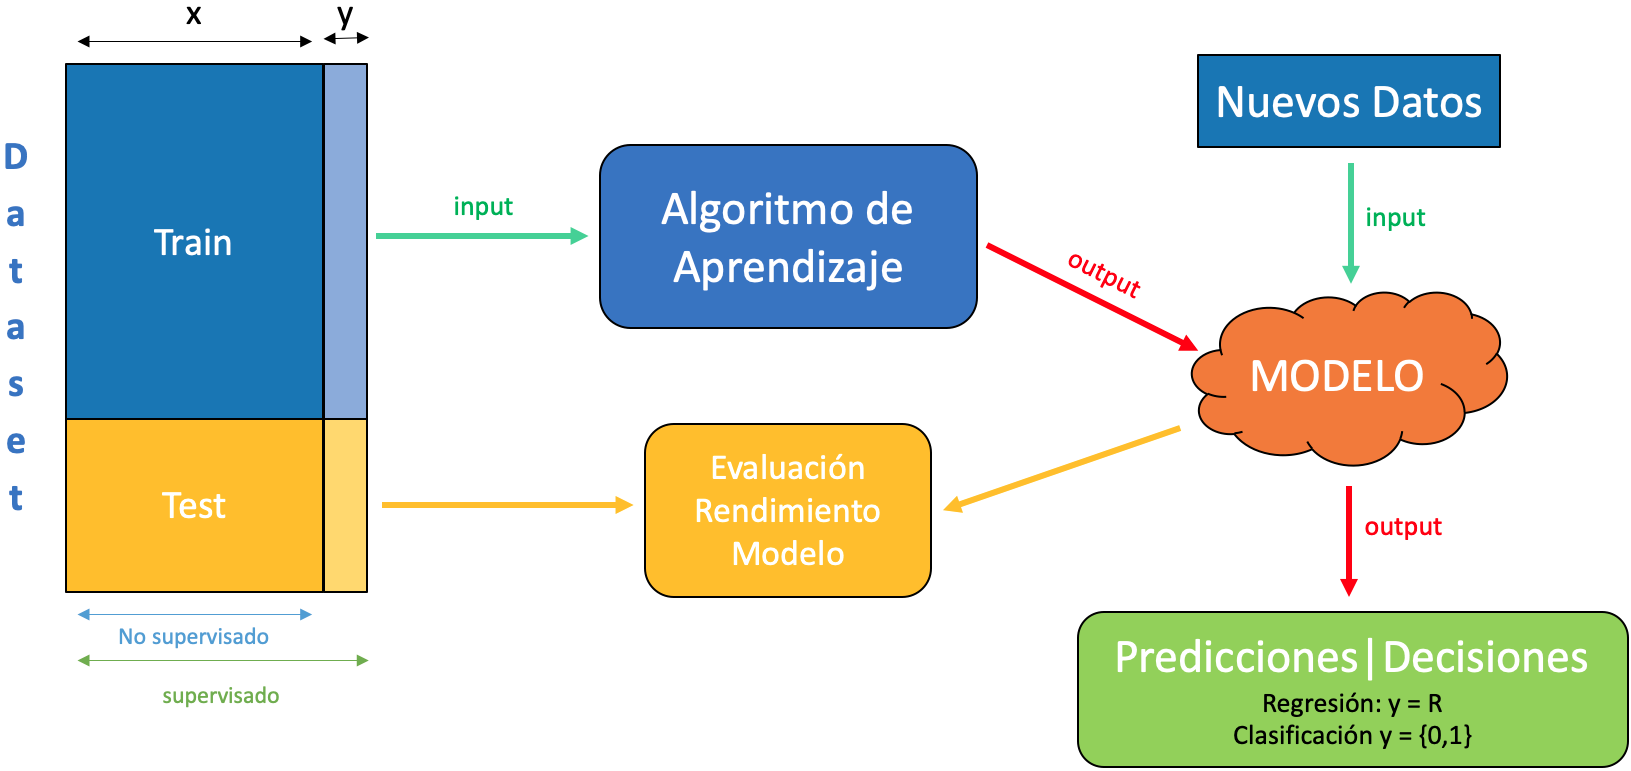 x
y
Dataset
Train
Test
No supervisado
supervisado
input
Algoritmo de
Aprendizaje
output
Evaluación
Rendimiento
Modelo
Nuevos Datos
input
MODELO
output
Predicciones|Decisiones
Regresión: y = R
Clasificación y = {0,1}